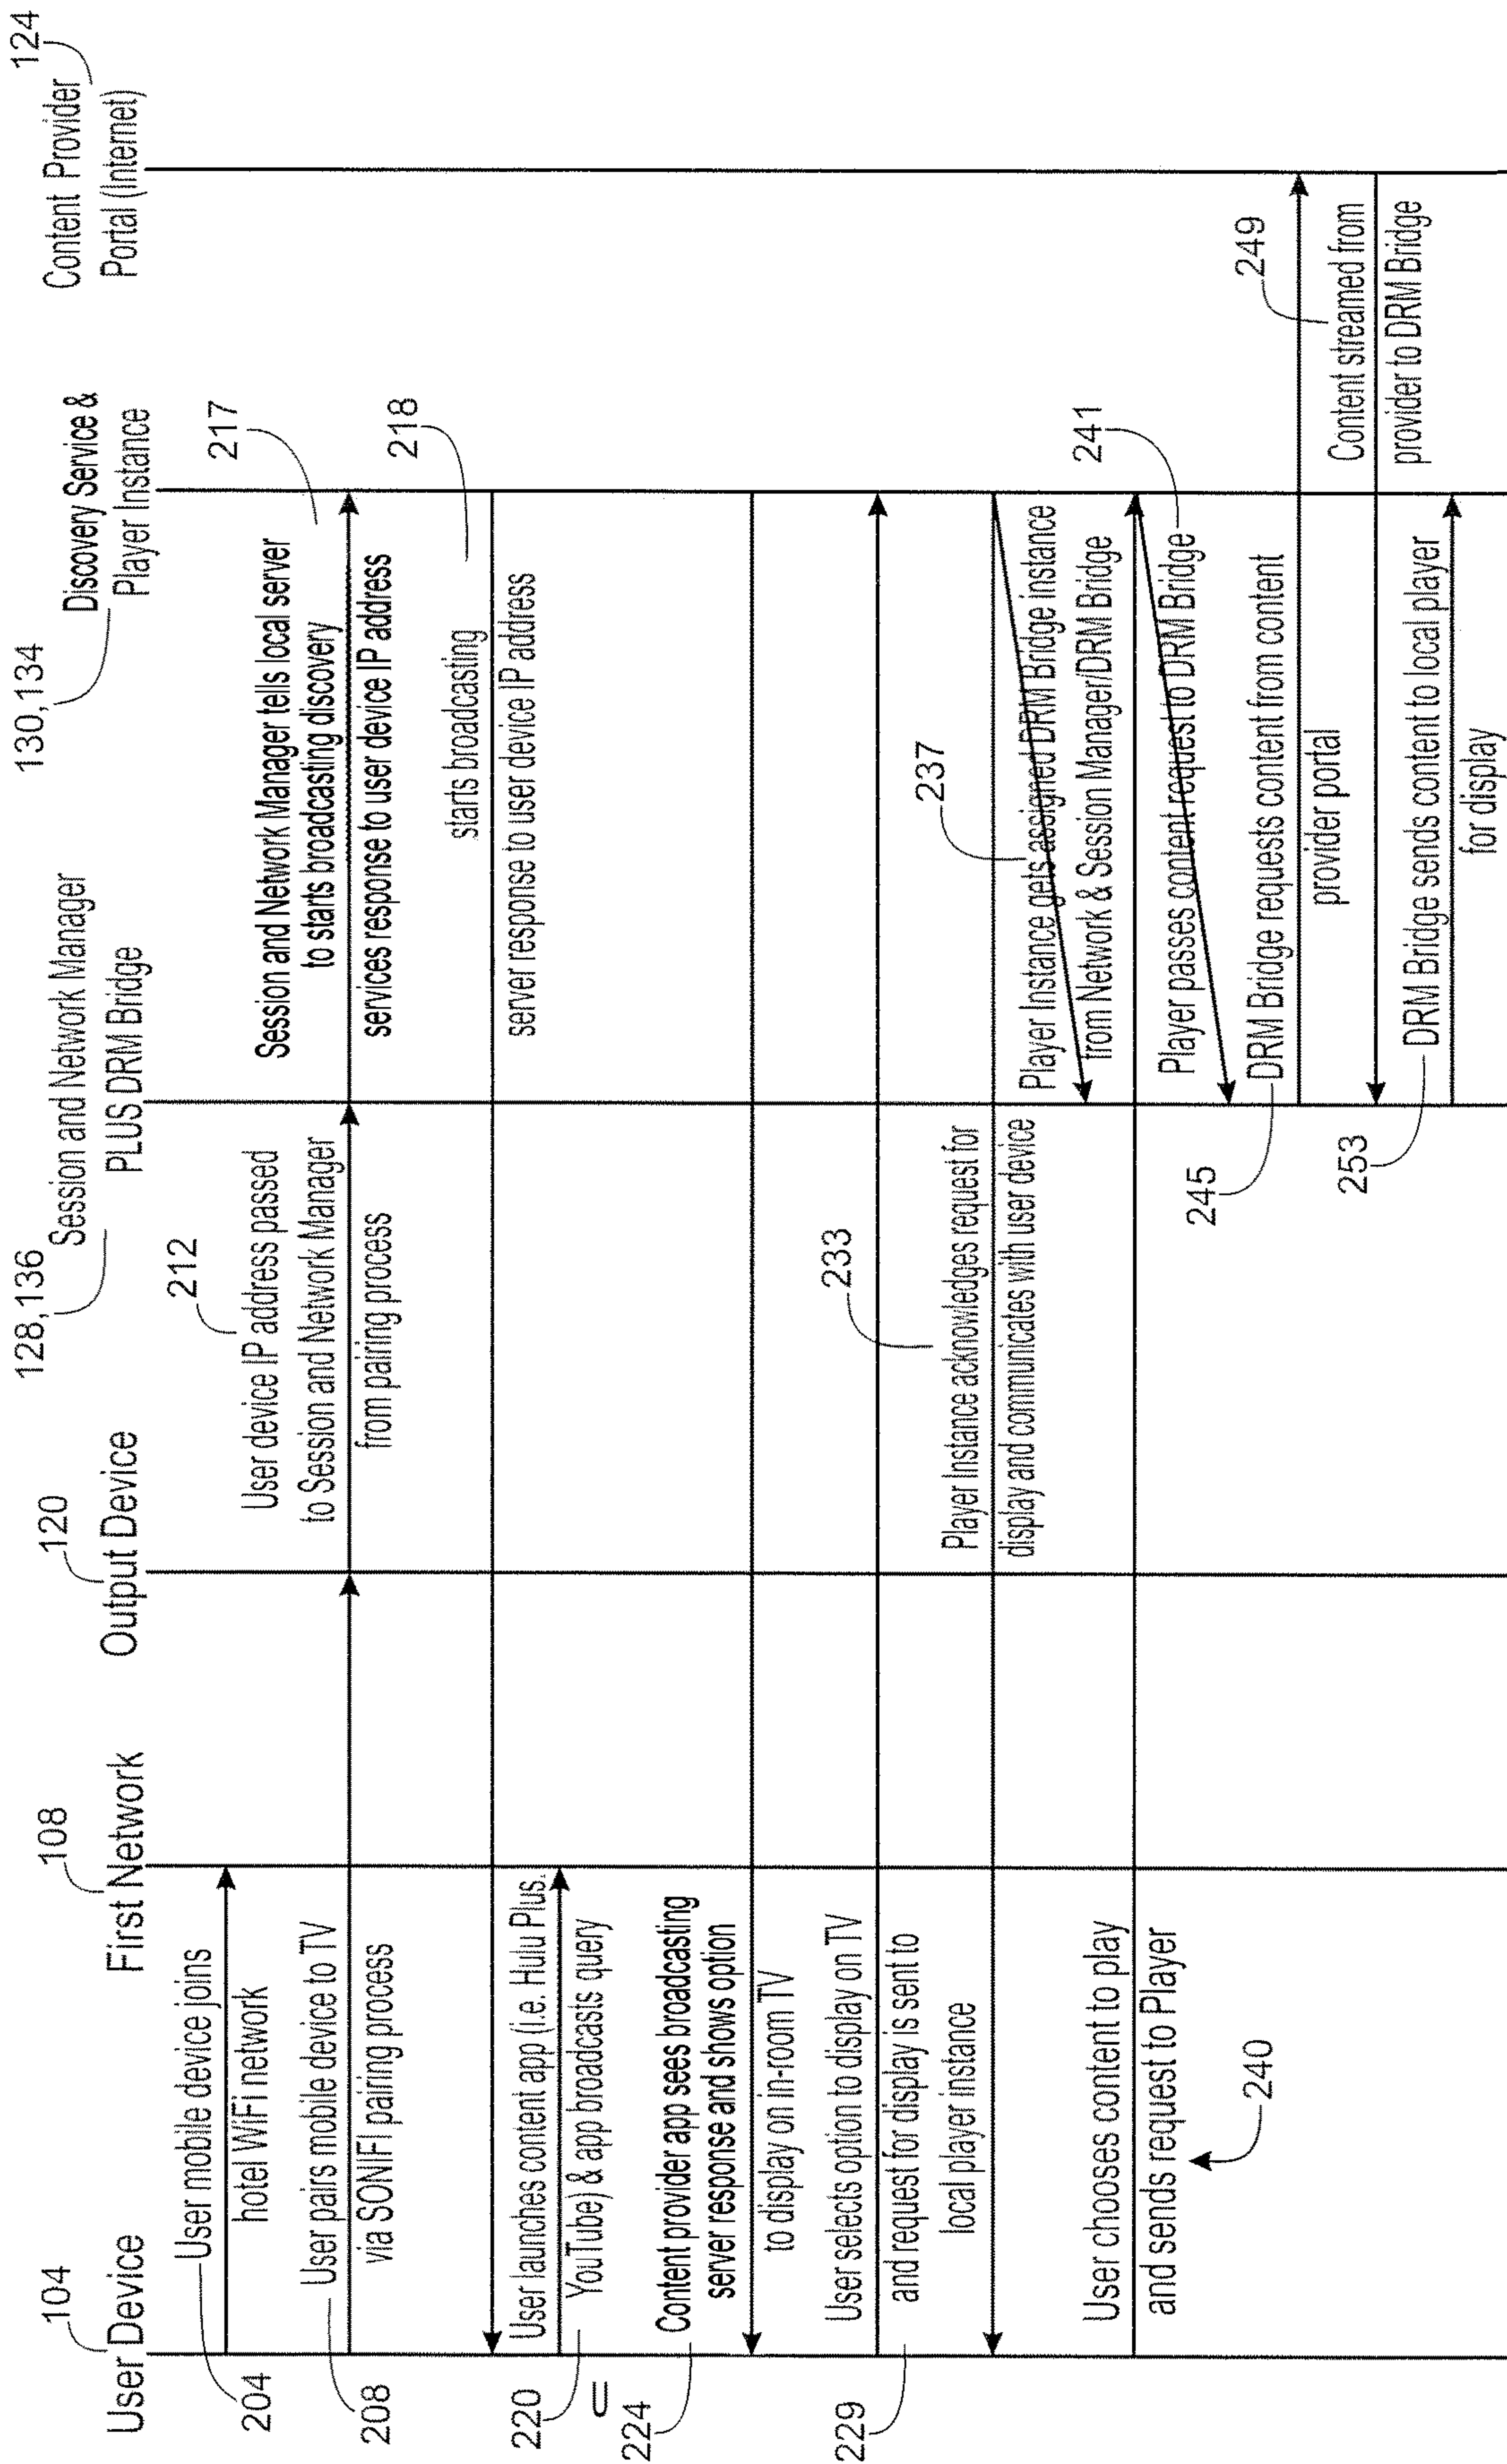 104
User Device
108
First Network
120
Output Device
128,136
Session and Network Manager
PLUS DRM Bridge
130,134
Discovery Service &
Player Instance
124
Content Provider
Portal (Internet)
204
User mobile device joins
hotel WiFi network
208
User pairs mobile device to TV
via SONIFI pairing process
212
User device IP address passed
to Session and Network Manager
from pairing process
217
Session and Network Manager tells local server
to starts broadcasting discovery
services response to user device IP address
218
starts broadcasting
server response to user device IP address
220
User launches content app (i.e. Hulu Plus,
YouTube) & app broadcasts query
224
Content provider app sees broadcasting
server response and shows option
to display on in-room TV
229
User selects option to display on TV
and request for display is sent to
local player instance
233
Player Instance acknowledges request for
display and communicates with user device
237
Player Instance gets assigned DRM Bridge instance
from Network & Session Manager/DRM Bridge
User chooses content to play
and sends request to Player
240
241
Player passes content request to DRM Bridge
245
DRM Bridge requests content from content
provider portal
249
Content streamed from
provider to DRM Bridge
253
DRM Bridge sends content to local player
for display